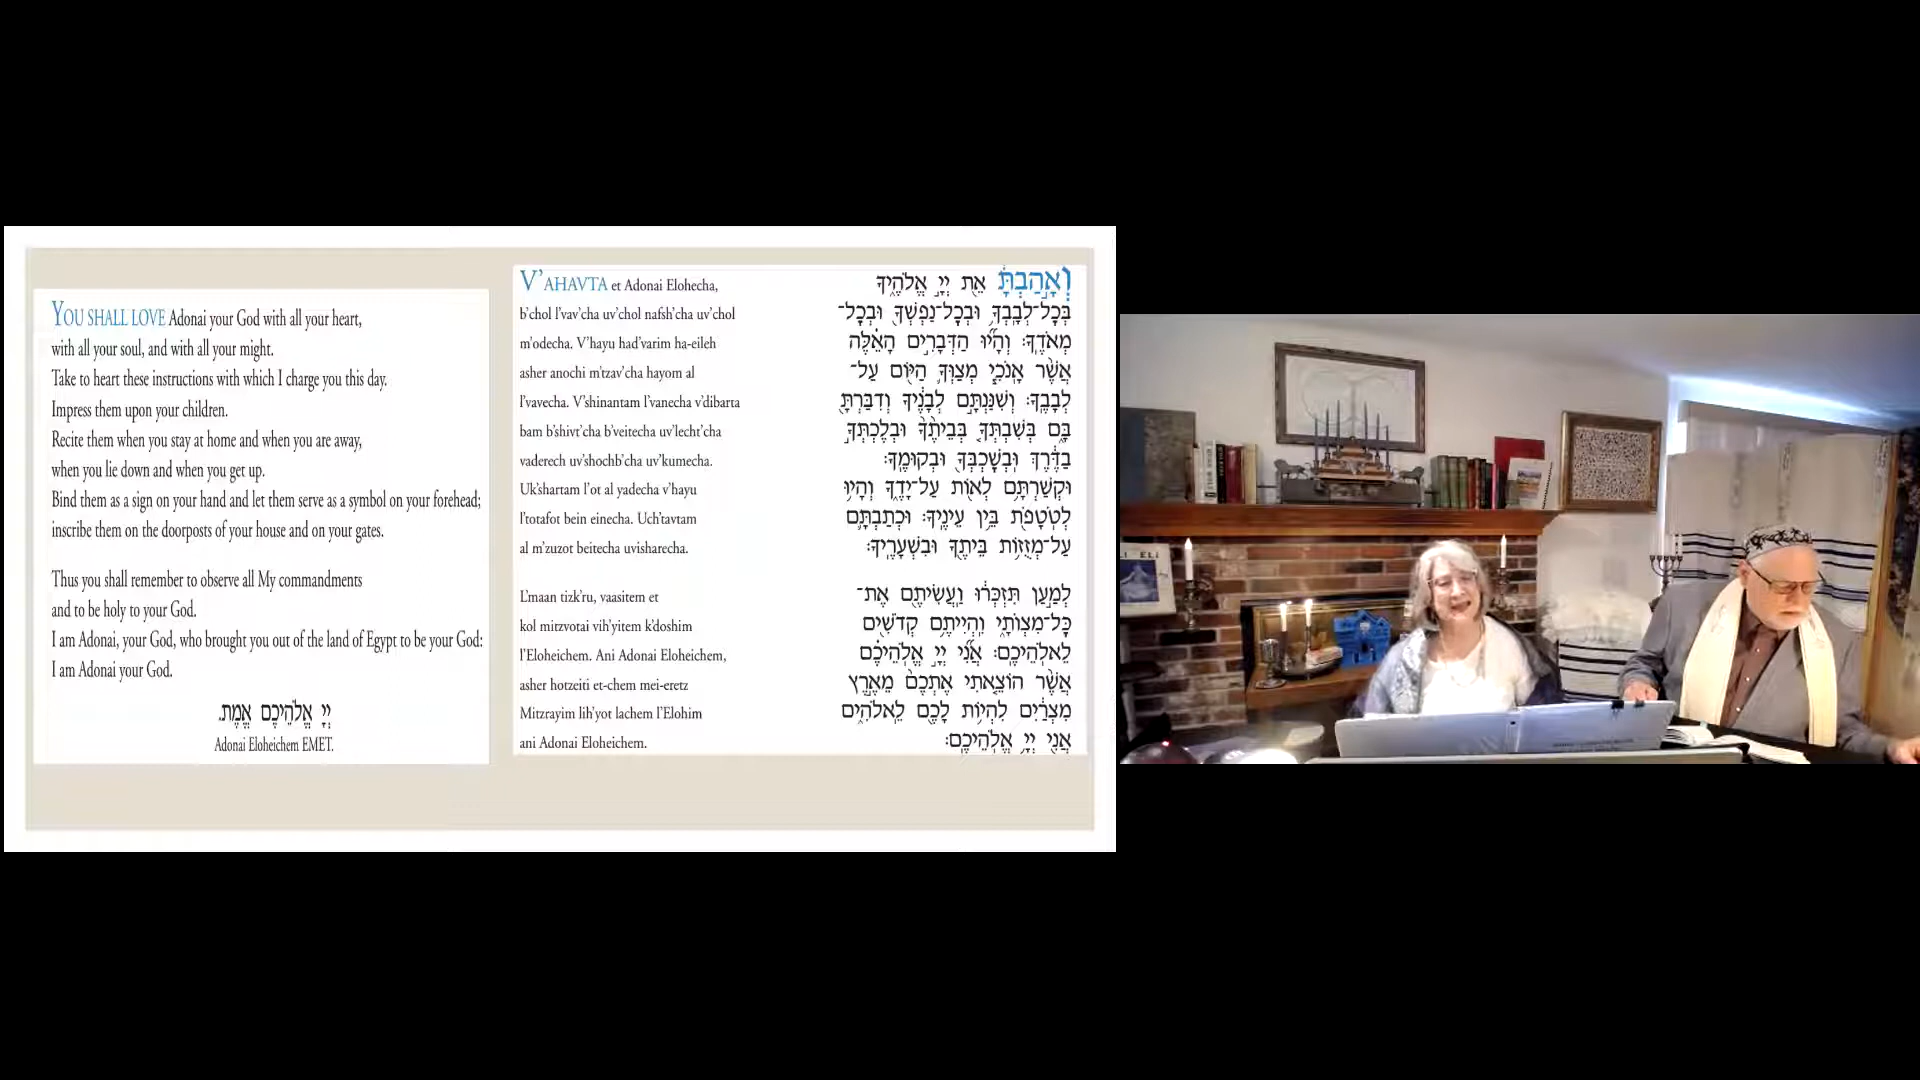 YOU SHALL LOVE Adonai your God with all your heart,
with all your soul, and with all your might.
Take to heart these instructions with which I charge you this day.
Impress them upon your children.
Recite them when you stay at home and when you are away,
when you lie down and when you get up.
Bind them as a sign on your hand and let them serve as a symbol on your forehead;
inscribe them on the doorposts of your house and on your gates.
Thus you shall remember to observe all My commandments
and to be holy to your God.
I am Adonai, your God, who brought you out of the land of Egypt to be your God:
I am Adonai your God.
יְיָ אֱלֹהֵיכֶם אֱמֶת.
Adonai Eloheichem EMET.
V'AHAVTA et Adonai Elohecha,
b'chol l'vav'cha uv'chol nafsh'cha uv'chol
m'odecha. V'hayu had'varim ha-eileh
asher anochi m'tzav'cha hayom al
l'vavecha. V'shinantam l'vanecha v'dibarta
bam b'shivt'cha b'veitecha uv'lecht'cha
vaderech uv'shochb'cha uv'kumecha.
Uk'shartam l'ot al yadecha v'hayu
l'totafot bein einecha. Uch'tavtam
al m'zuzot beitecha uvisharecha.
L'maan tizk'ru, vaasitem et
kol mitzvotai vih'yitem k'doshim
l'Eloheichem. Ani Adonai Eloheichem,
asher hotzeiti et-chem mei-eretz
Mitzrayim lih'yot lachem l'Elohim
ani Adonai Eloheichem.
וְאָֽהַבְתָּ֔ אֵ֖ת יְיָ֣ אֱלֹהֶ֑יךָ
בְּכׇל־לְבָֽבְךָ֥ וּבְכׇל־נַפְשְׁךָ֖ וּבְכׇל־
מְאֹדֶֽךָ׃ וְהָי֞וּ הַדְּבָרִ֣ים הָאֵ֗לֶּה
אֲשֶׁ֨ר אָֽנֹכִ֧י מְצַוְּךָ֛ הַיּ֖וֹם עַל־
לְבָבֶֽךָ׃ וְשִׁנַּנְתָּ֣ם לְבָנֶ֔יךָ וְדִבַּרְתָּ֖
בָּ֑ם בְּשִׁבְתְּךָ֤ בְּבֵיתֶ֙ךָ֙ וּבְלֶכְתְּךָ֣
בַדֶּ֔רֶךְ וּֽבְשׇׁכְבְּךָ֖ וּבְקוּמֶֽךָ׃
וּקְשַׁרְתָּ֥ם לְא֖וֹת עַל־יָדֶ֑ךָ וְהָי֥וּ
לְטֹטָפֹ֖ת בֵּ֥ין עֵינֶֽיךָ׃ וּכְתַבְתָּ֛ם
עַל־מְזֻז֥וֹת בֵּיתֶ֖ךָ וּבִשְׁעָרֶֽיךָ׃
לְמַ֣עַן תִּזְכְּר֔וּ וַעֲשִׂיתֶ֖ם אֶת־
כׇּל־מִצְוֺתָ֑י וִֽהְיִיתֶ֥ם קְדֹשִׁ֖ים
לֵאלֹֽהֵיכֶֽם׃ אֲנִ֞י יְיָ֣ אֱלֹֽהֵיכֶ֗ם
אֲשֶׁ֨ר הוֹצֵ֤אתִי אֶתְכֶם֙ מֵאֶ֣רֶץ
מִצְרַ֔יִם לִהְי֥וֹת לָכֶ֖ם לֵאלֹהִ֑ים
אֲנִ֖י יְיָ֥ אֱלֹֽהֵיכֶֽם׃